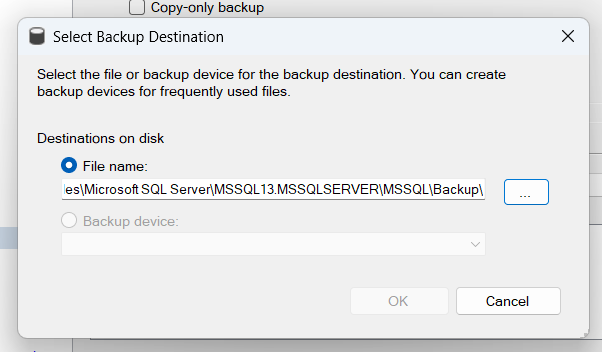 Copy-only backup
Select Backup Destination
Select the file or backup device for the backup destination. You can create
backup devices for frequently used files.
Destinations on disk
File name:
les\Microsoft SQL Server\MSSQL13.MSSQLSERVER\MSSQL\Backup\
...
Backup device:
OK
Cancel